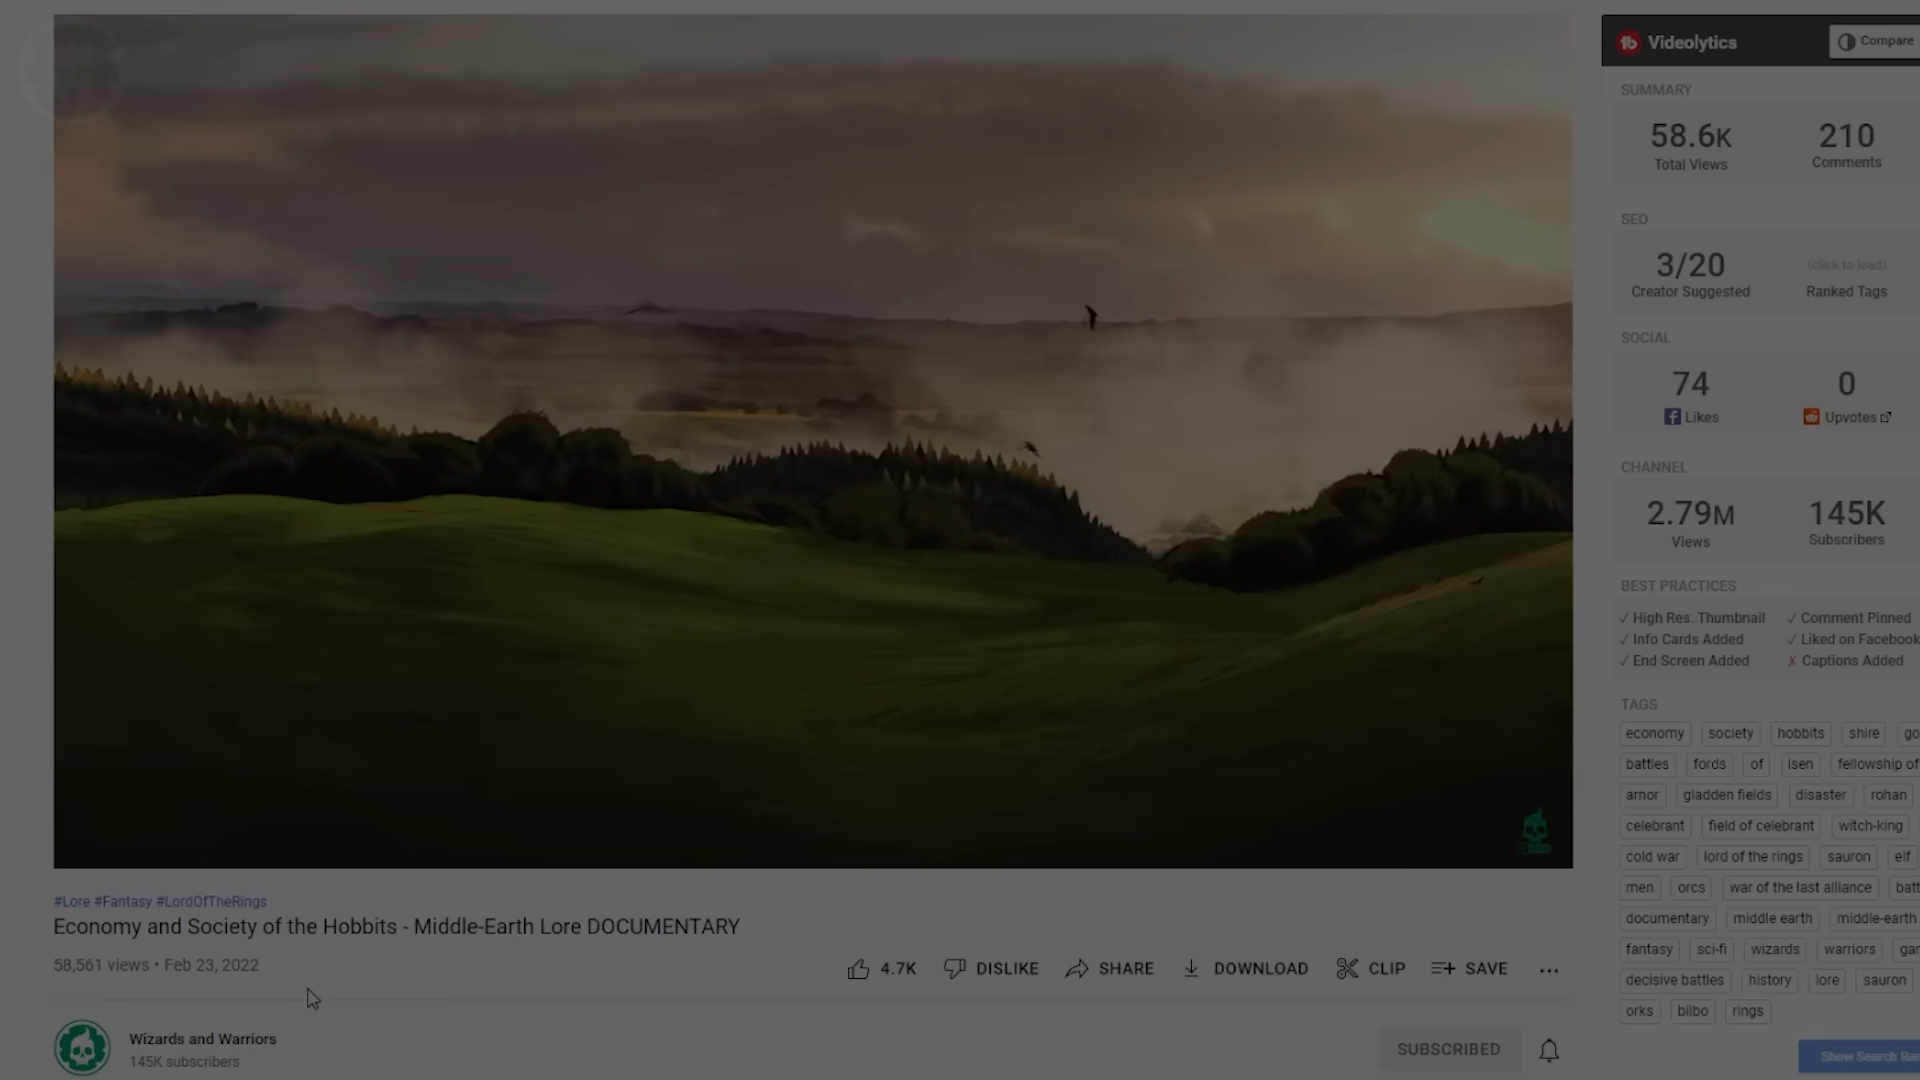 Videolytics
Compare
SUMMARY
58.6K 210
Total Views Comments
SEO
3/20 (click to load)
Creator Suggested Ranked Tags
SOCIAL
74 0
Likes Upvotes
CHANNEL
2.79M 145K
Views Subscribers
BEST PRACTICES
✓ High Res. Thumbnail ✓ Comment Pinned
✓ Info Cards Added ✓ Liked on Facebook
✓ End Screen Added X Captions Added
TAGS
economy society hobbits shire go
battles fords of isen fellowship of
arnor gladden fields disaster rohan
celebrant field of celebrant witch-king
cold war lord of the rings sauron elf
men orcs war of the last alliance batt
documentary middle earth middle-earth
fantasy sci-fi wizards warriors gar
decisive battles history lore sauron
orks bilbo rings
Show Search Ran
#Lore #Fantasy #LordOfTheRings
Economy and Society of the Hobbits - Middle-Earth Lore DOCUMENTARY
58,561 views • Feb 23, 2022
4.7K DISLIKE SHARE DOWNLOAD CLIP SAVE ...
Wizards and Warriors
145K subscribers
SUBSCRIBED